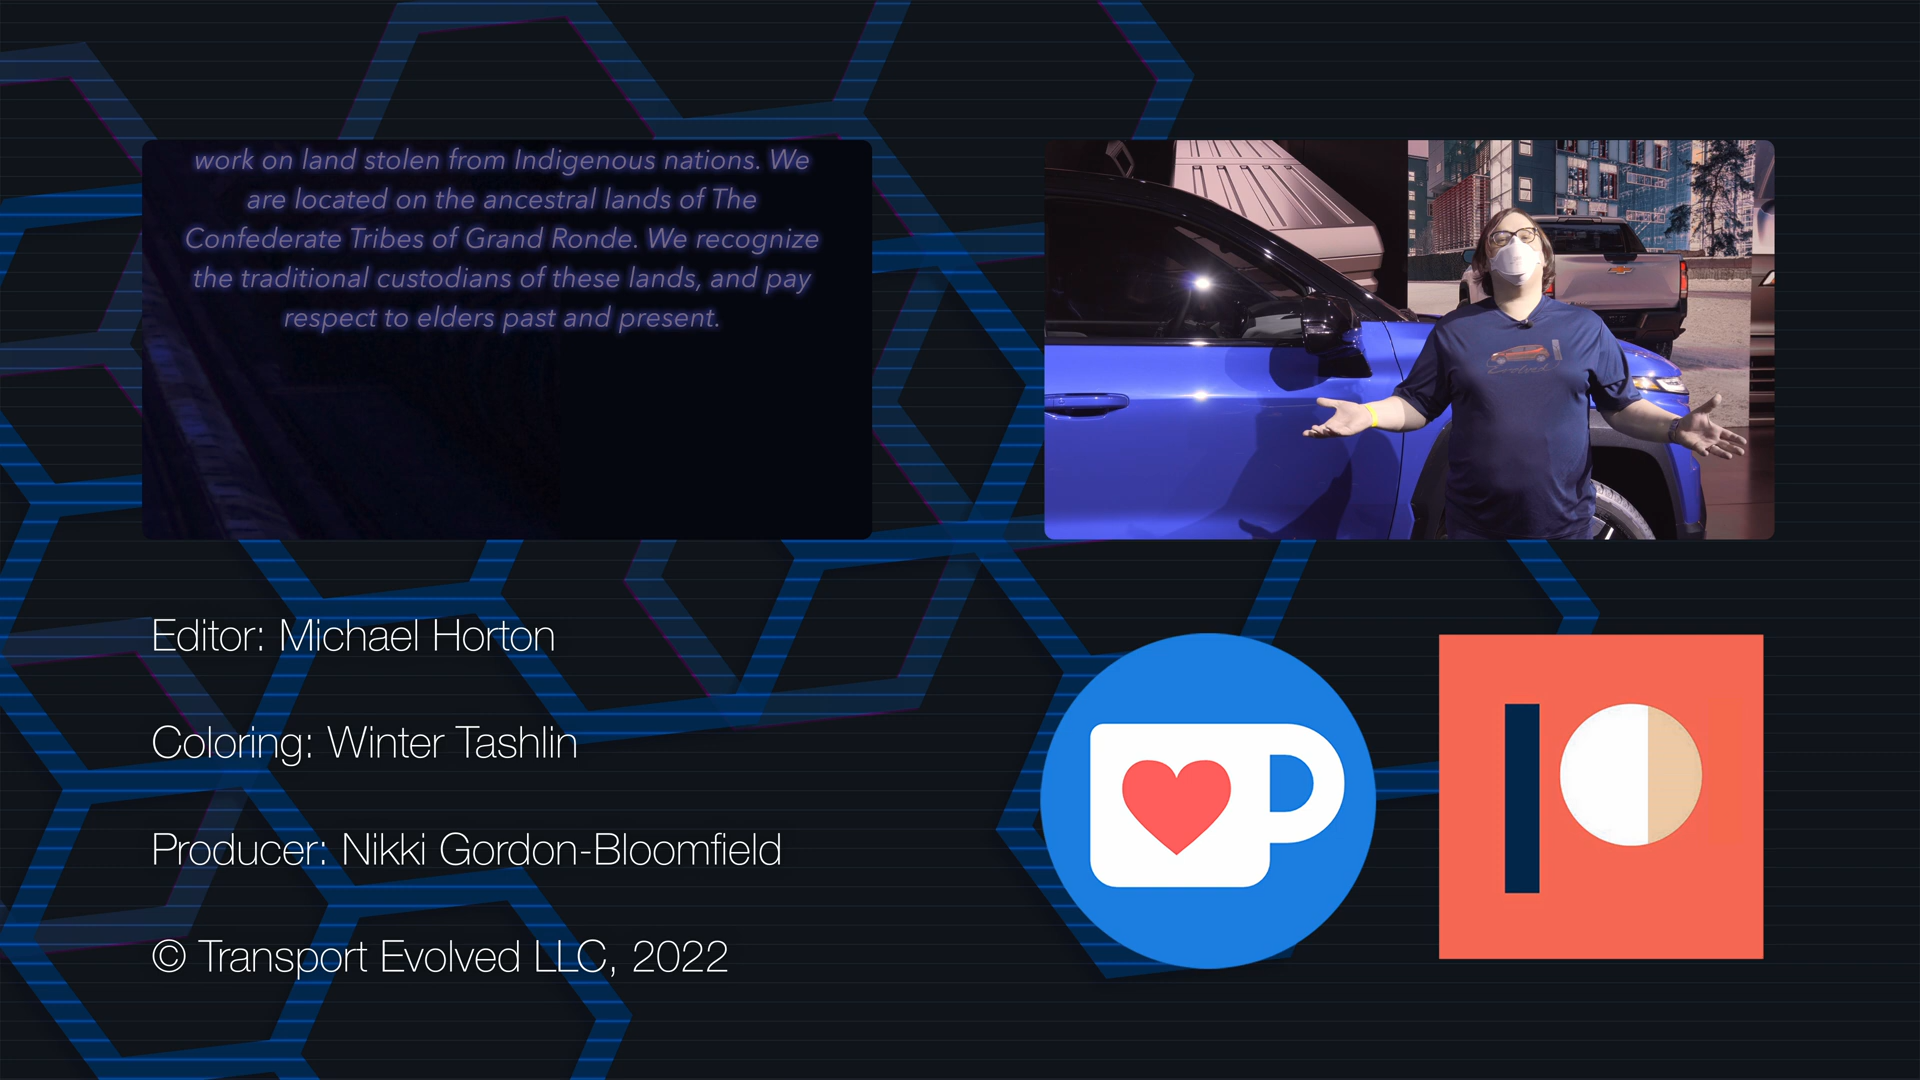 work on land stolen from Indigenous nations. We
are located on the ancestral lands of The
Confederate Tribes of Grand Ronde. We recognize
the traditional custodians of these lands, and pay
respect to elders past and present.
Evolved
Editor: Michael Horton
Coloring: Winter Tashlin
Producer: Nikki Gordon-Bloomfield
© Transport Evolved LLC, 2022